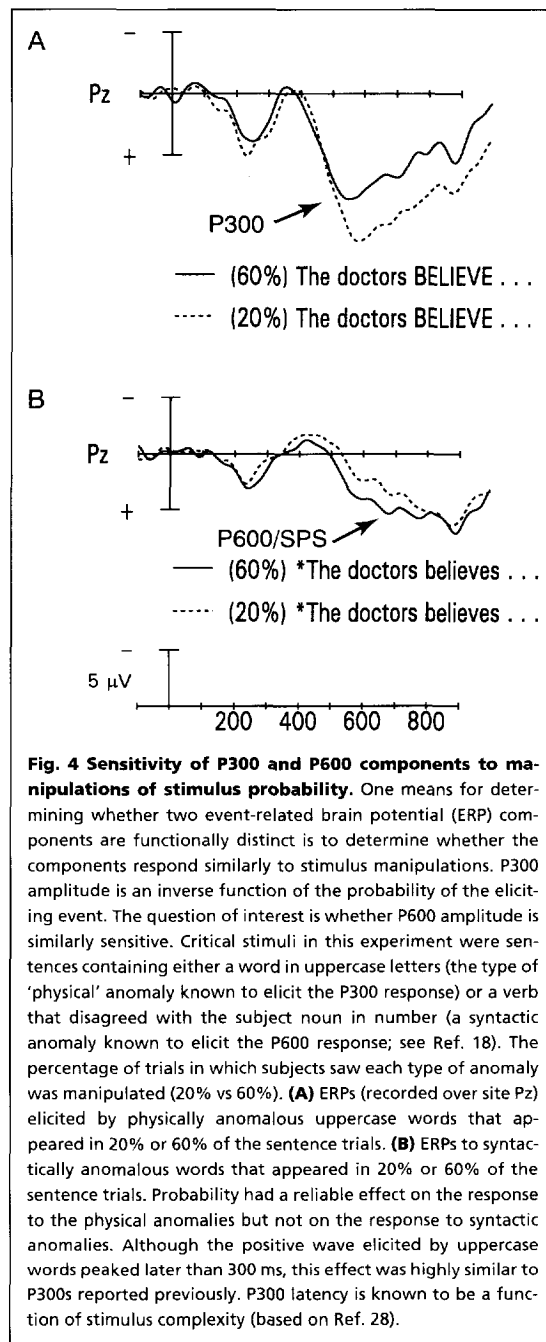 A
−
Pz
+
P300
(60%) The doctors BELIEVE . . .
(20%) The doctors BELIEVE . . .
B
−
Pz
+
P600/SPS
(60%) *The doctors believes . . .
(20%) *The doctors believes . . .
−
5 μV
200 400 600 800
Fig. 4 Sensitivity of P300 and P600 components to ma-
nipulations of stimulus probability. One means for deter-
mining whether two event-related brain potential (ERP) com-
ponents are functionally distinct is to determine whether the
components respond similarly to stimulus manipulations. P300
amplitude is an inverse function of the probability of the elicit-
ing event. The question of interest is whether P600 amplitude is
similarly sensitive. Critical stimuli in this experiment were sen-
tences containing either a word in uppercase letters (the type of
'physical' anomaly known to elicit the P300 response) or a verb
that disagreed with the subject noun in number (a syntactic
anomaly known to elicit the P600 response; see Ref. 18). The
percentage of trials in which subjects saw each type of anomaly
was manipulated (20% vs 60%). (A) ERPs (recorded over site Pz)
elicited by physically anomalous uppercase words that ap-
peared in 20% or 60% of the sentence trials. (B) ERPs to syntac-
tically anomalous words that appeared in 20% or 60% of the
sentence trials. Probability had a reliable effect on the response
to the physical anomalies but not on the response to syntactic
anomalies. Although the positive wave elicited by uppercase
words peaked later than 300 ms, this effect was highly similar to
P300s reported previously. P300 latency is known to be a func-
tion of stimulus complexity (based on Ref. 28).